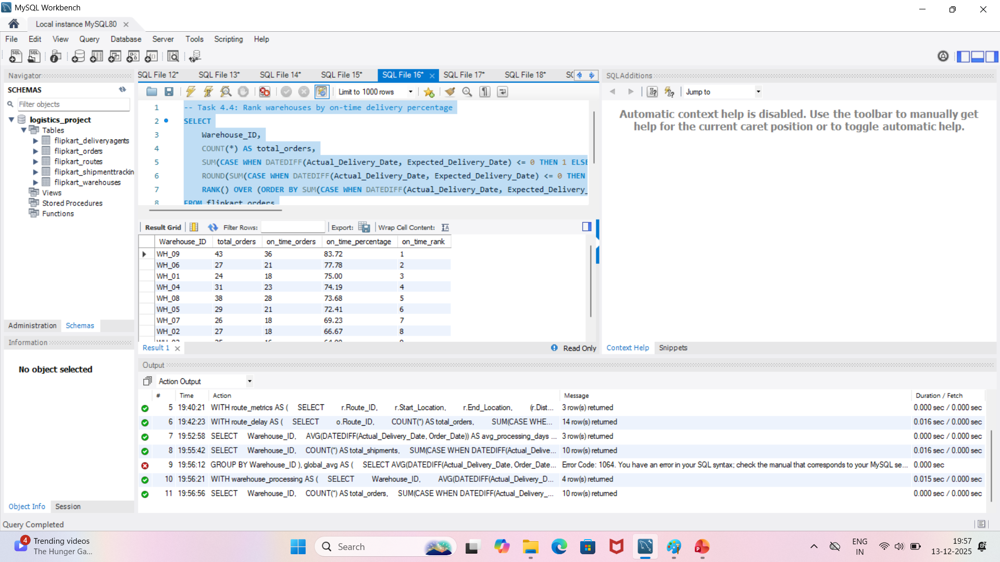 MySQL Workbench
Local instance MySQL80
File Edit View Query Database Server Tools Scripting Help
Navigator
SCHEMAS
Filter objects
logistics_project
Tables
flipkart_deliveryagents
flipkart_orders
flipkart_routes
flipkart_shipmenttrackin
flipkart_warehouses
Views
Stored Procedures
Functions
Administration Schemas
Information
No object selected
Object Info Session
SQL File 12* SQL File 13* SQL File 14* SQL File 15* SQL File 16* SQL File 17* SQL File 18*
Limit to 1000 rows
1 -- Task 4.4: Rank warehouses by on-time delivery percentage
2 SELECT
3 Warehouse_ID,
4 COUNT(*) AS total_orders,
5 SUM(CASE WHEN DATEDIFF(Actual_Delivery_Date, Expected_Delivery_Date) <= 0 THEN 1 ELSE
6 ROUND(SUM(CASE WHEN DATEDIFF(Actual_Delivery_Date, Expected_Delivery_Date) <= 0 THEN
7 RANK() OVER (ORDER BY SUM(CASE WHEN DATEDIFF(Actual_Delivery_Date, Expected_Delivery_
8 FROM flipkart_orders
Result Grid Filter Rows: Export: Wrap Cell Content:
Warehouse_ID total_orders on_time_orders on_time_percentage on_time_rank
WH_09 43 36 83.72 1
WH_06 27 21 77.78 2
WH_01 24 18 75.00 3
WH_04 31 23 74.19 4
WH_08 38 28 73.68 5
WH_05 29 21 72.41 6
WH_07 26 18 69.23 7
WH_02 27 18 66.67 8
Result 1
Read Only
SQLAdditions
Jump to
Automatic context help is disabled. Use the toolbar to manually get
help for the current caret position or to toggle automatic help.
Context Help Snippets
Output
Action Output
# Time Action Message Duration / Fetch
5 19:40:21 WITH route_metrics AS ( SELECT r.Route_ID, r.Start_Location, r.End_Location, (r.Dist... 3 row(s) returned 0.000 sec / 0.000 sec
6 19:42:23 WITH route_delay AS ( SELECT o.Route_ID, COUNT(*) AS total_orders, SUM(CASE WHE... 14 row(s) returned 0.016 sec / 0.000 sec
7 19:52:58 SELECT Warehouse_ID, AVG(DATEDIFF(Actual_Delivery_Date, Order_Date)) AS avg_processing_days ... 3 row(s) returned 0.000 sec / 0.000 sec
8 19:55:42 SELECT Warehouse_ID, COUNT(*) AS total_shipments, SUM(CASE WHEN DATEDIFF(Actual_Delive... 10 row(s) returned 0.016 sec / 0.000 sec
9 19:56:12 GROUP BY Warehouse_ID ), global_avg AS ( SELECT AVG(DATEDIFF(Actual_Delivery_Date, Order_Date... Error Code: 1064. You have an error in your SQL syntax; check the manual that corresponds to your MySQL se... 0.000 sec
10 19:56:21 WITH warehouse_processing AS ( SELECT Warehouse_ID, AVG(DATEDIFF(Actual_Delivery_D... 4 row(s) returned 0.015 sec / 0.000 sec
11 19:56:56 SELECT Warehouse_ID, COUNT(*) AS total_orders, SUM(CASE WHEN DATEDIFF(Actual_Delivery_... 10 row(s) returned 0.000 sec / 0.000 sec
Query Completed
4
Trending videos
The Hunger Ga...
Search
ENG
IN
19:57
13-12-2025